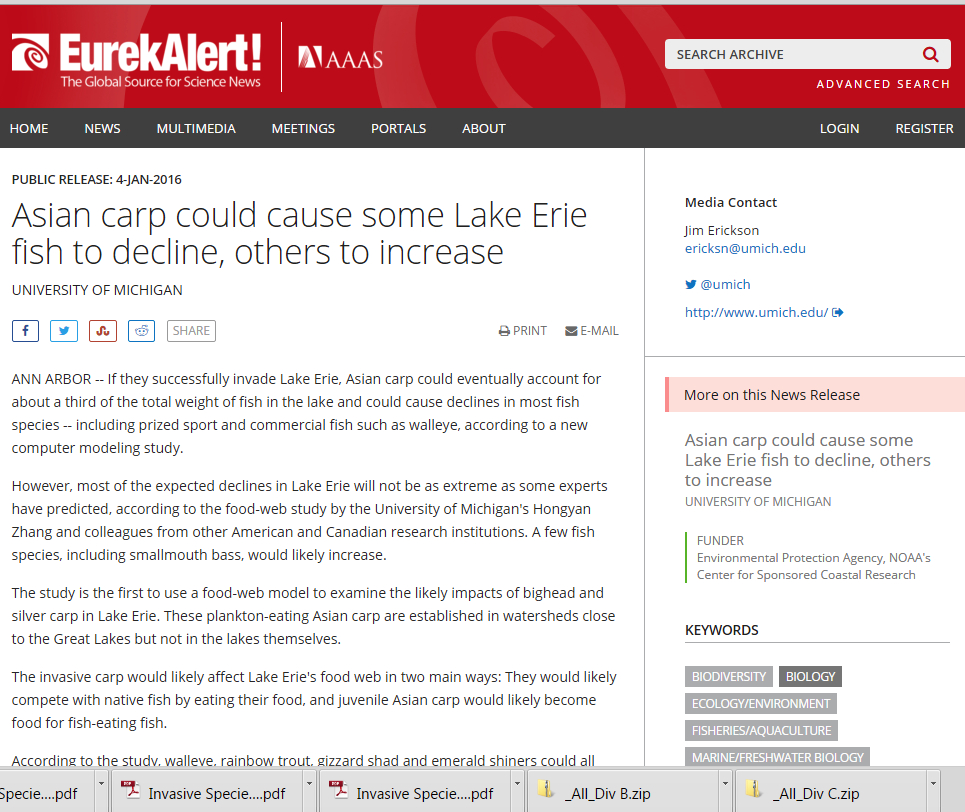 EurekAlert!
The Global Source for Science News
AAAS
SEARCH ARCHIVE
ADVANCED SEARCH
HOME NEWS MULTIMEDIA MEETINGS PORTALS ABOUT LOGIN REGISTER
PUBLIC RELEASE: 4-JAN-2016
Asian carp could cause some Lake Erie
fish to decline, others to increase
UNIVERSITY OF MICHIGAN
SHARE
PRINT E-MAIL
ANN ARBOR -- If they successfully invade Lake Erie, Asian carp could eventually account for
about a third of the total weight of fish in the lake and could cause declines in most fish
species -- including prized sport and commercial fish such as walleye, according to a new
computer modeling study.
However, most of the expected declines in Lake Erie will not be as extreme as some experts
have predicted, according to the food-web study by the University of Michigan's Hongyan
Zhang and colleagues from other American and Canadian research institutions. A few fish
species, including smallmouth bass, would likely increase.
The study is the first to use a food-web model to examine the likely impacts of bighead and
silver carp in Lake Erie. These plankton-eating Asian carp are established in watersheds close
to the Great Lakes but not in the lakes themselves.
The invasive carp would likely affect Lake Erie's food web in two main ways: They would likely
compete with native fish by eating their food, and juvenile Asian carp would likely become
food for fish-eating fish.
According to the study, walleye, rainbow trout, gizzard shad and emerald shiners could all
Media Contact
Jim Erickson
ericksn@umich.edu
@umich
http://www.umich.edu/
More on this News Release
Asian carp could cause some
Lake Erie fish to decline, others
to increase
UNIVERSITY OF MICHIGAN
FUNDER
Environmental Protection Agency, NOAA's
Center for Sponsored Coastal Research
KEYWORDS
BIODIVERSITY BIOLOGY
ECOLOGY/ENVIRONMENT
FISHERIES/AQUACULTURE
MARINE/FRESHWATER BIOLOGY
Specie....pdf
Invasive Specie....pdf
Invasive Specie....pdf
_All_Div B.zip
_All_Div C.zip